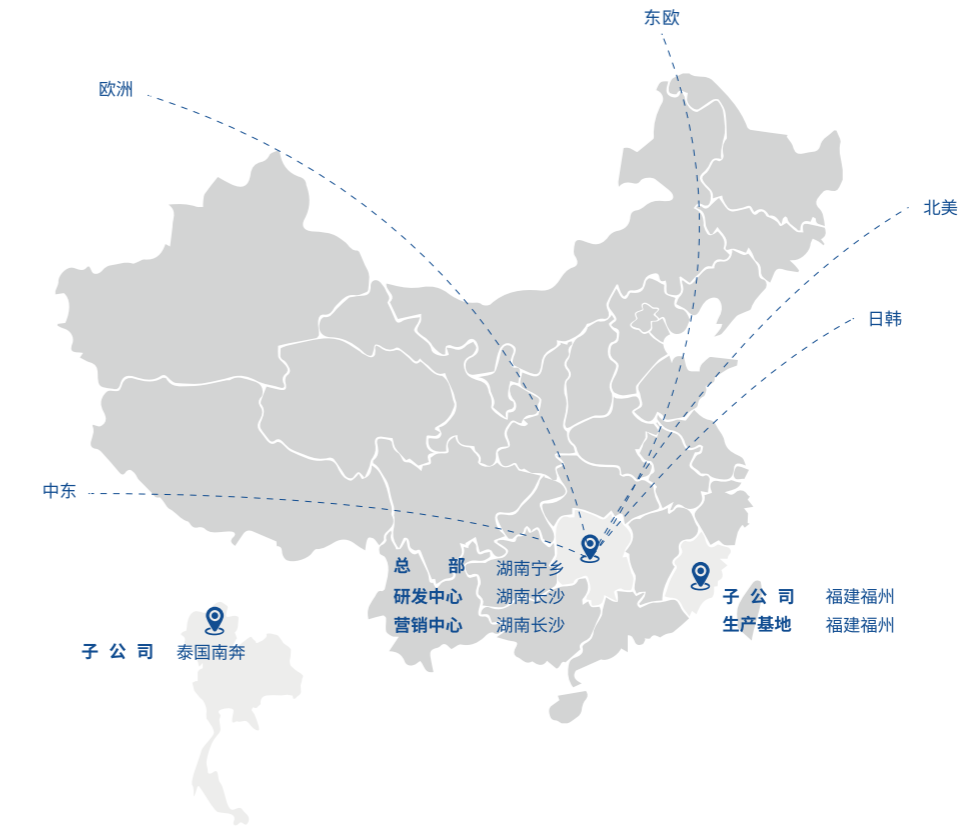 东欧
欧洲
北美
日韩
中东
总 部 湖南宁乡
研发中心 湖南长沙
营销中心 湖南长沙
子 公 司 福建福州
生产基地 福建福州
子 公 司 泰国南奔